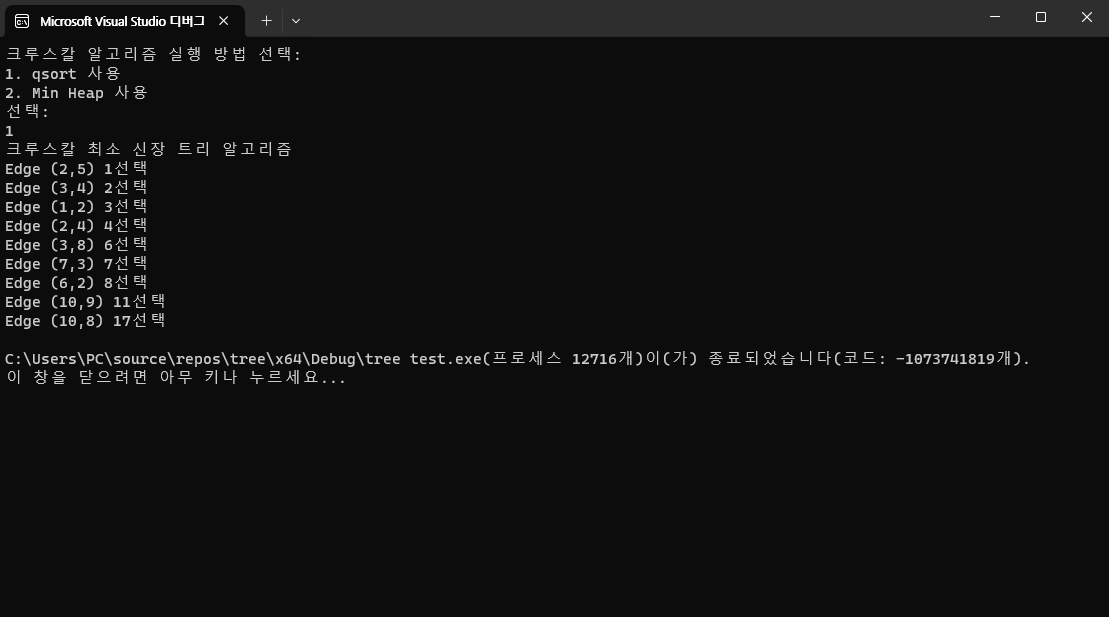 Microsoft Visual Studio 디버그
크루스칼 알고리즘 실행 방법 선택:
1. qsort 사용
2. Min Heap 사용
선택:
1
크루스칼 최소 신장 트리 알고리즘
Edge (2,5) 1선택
Edge (3,4) 2선택
Edge (1,2) 3선택
Edge (2,4) 4선택
Edge (3,8) 6선택
Edge (7,3) 7선택
Edge (6,2) 8선택
Edge (10,9) 11선택
Edge (10,8) 17선택
C:\Users\PC\source\repos\tree\x64\Debug\tree test.exe(프로세스 12716개)이(가) 종료되었습니다(코드: -1073741819개).
이 창을 닫으려면 아무 키나 누르세요...